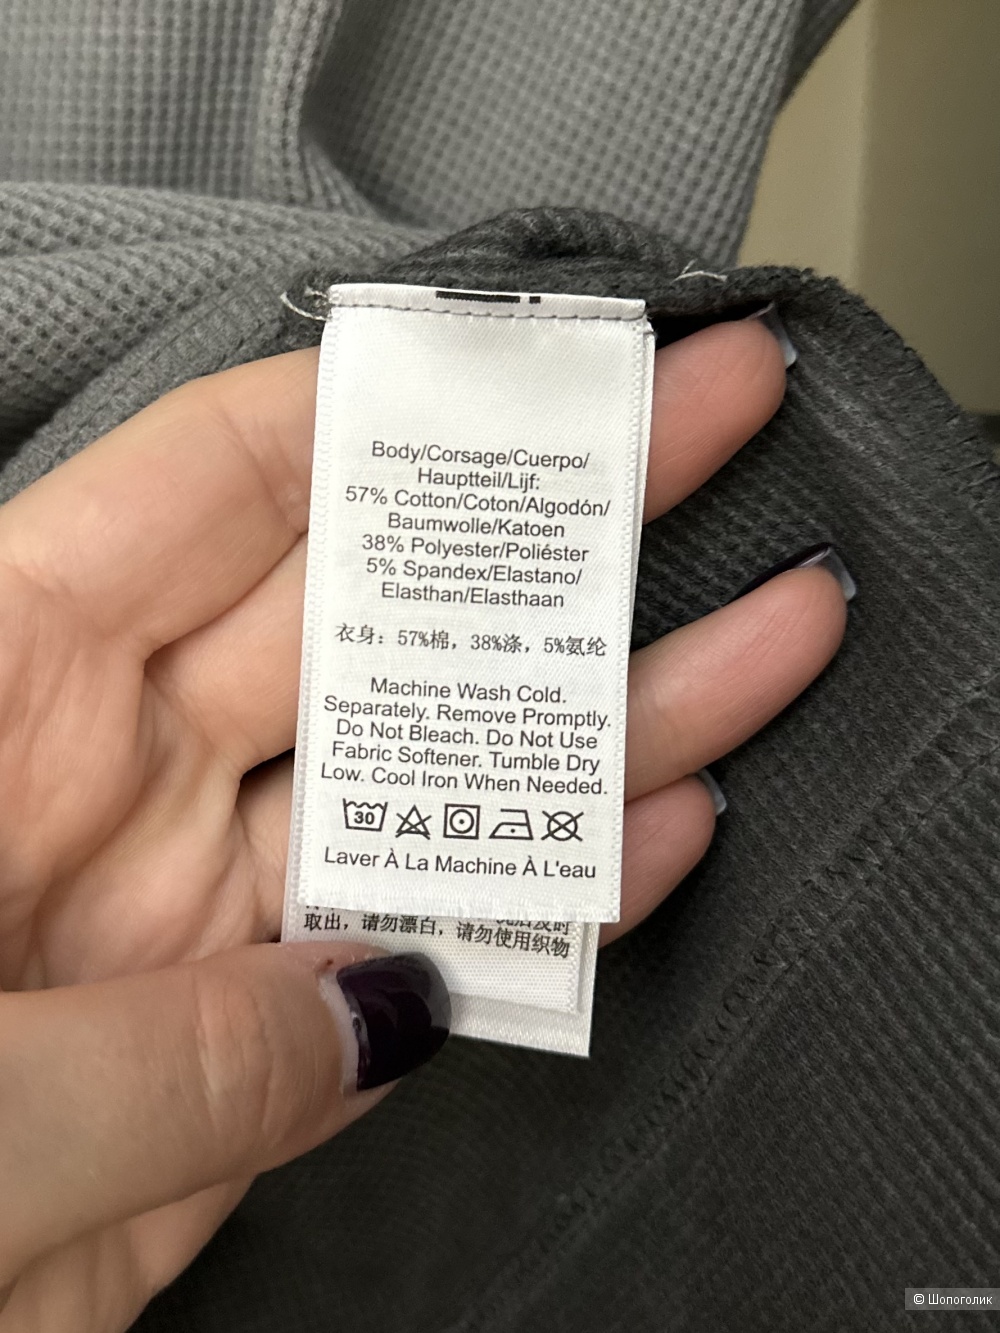 Body/Corsage/Cuerpo/
Hauptteil/Lijf:
57% Cotton/Coton/Algodón/
Baumwolle/Katoen
38% Polyester/Poliéster
5% Spandex/Elastano/
Elasthan/Elasthaan
衣身：57%棉，38%涤，5%氨纶
Machine Wash Cold.
Separately. Remove Promptly.
Do Not Bleach. Do Not Use
Fabric Softener. Tumble Dry
Low. Cool Iron When Needed.
30
Laver À La Machine À L'eau
取出，请勿漂白，请勿使用织物
© Шопоголик